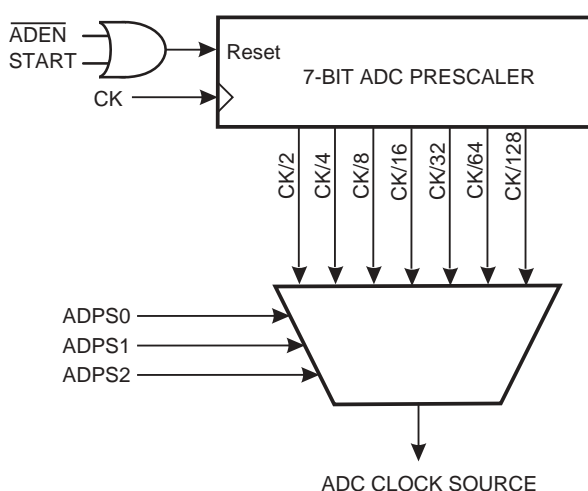 ADEN
START
Reset
7-BIT ADC PRESCALER
CK
CK/2
CK/4
CK/8
CK/16
CK/32
CK/64
CK/128
ADPS0
ADPS1
ADPS2
ADC CLOCK SOURCE